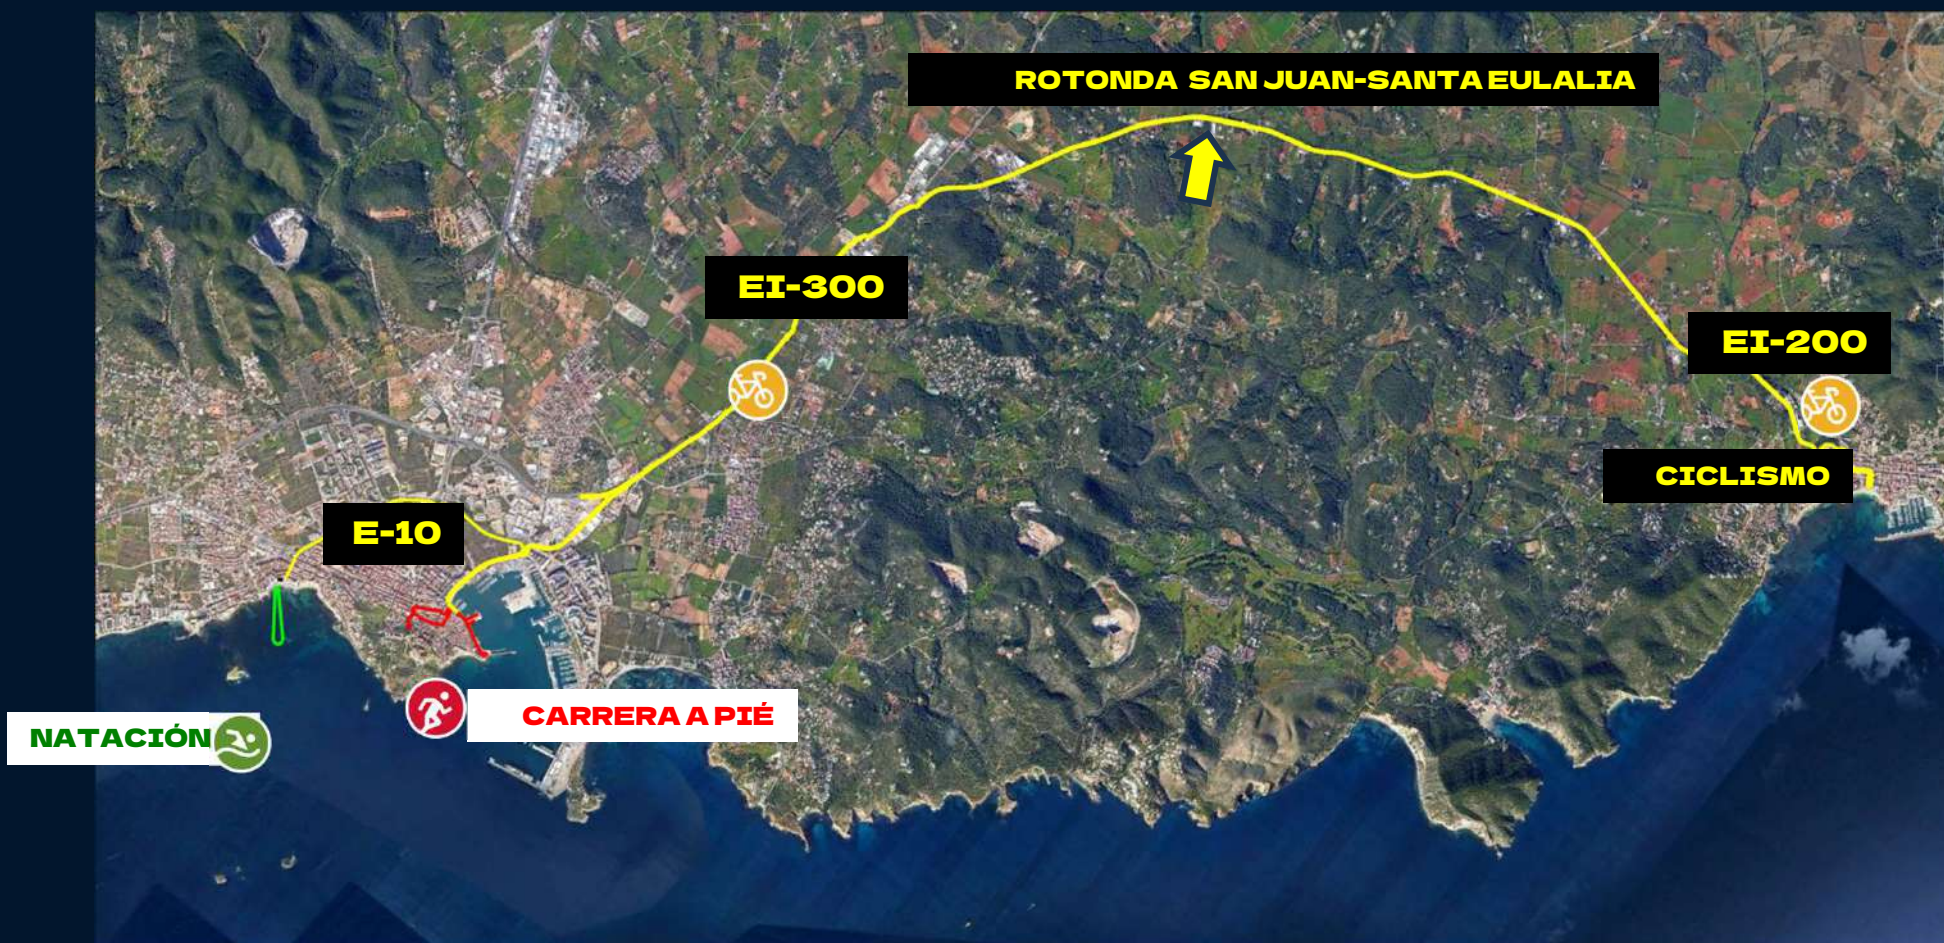 ROTONDA SAN JUAN-SANTA EULALIA
EI-300
EI-200
CICLISMO
E-10
CARRERA A PIÉ
NATACIÓN